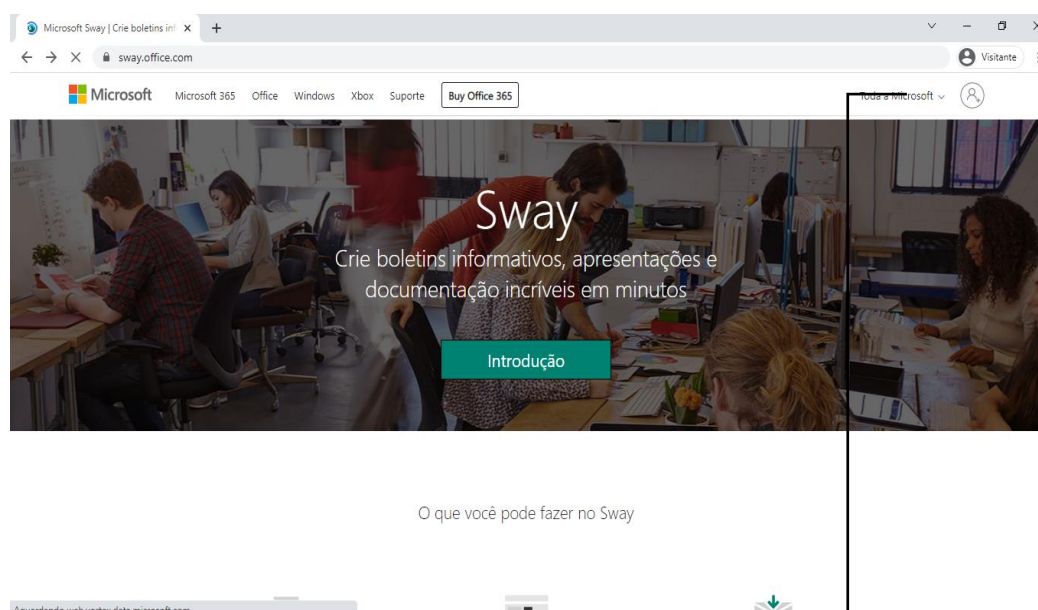 Microsoft Sway | Crie boletins inf
sway.office.com
Visitante
Microsoft
Microsoft 365
Office
Windows
Xbox
Suporte
Buy Office 365
Toda a Microsoft
Sway
Crie boletins informativos, apresentações e
documentação incríveis em minutos
Introdução
O que você pode fazer no Sway